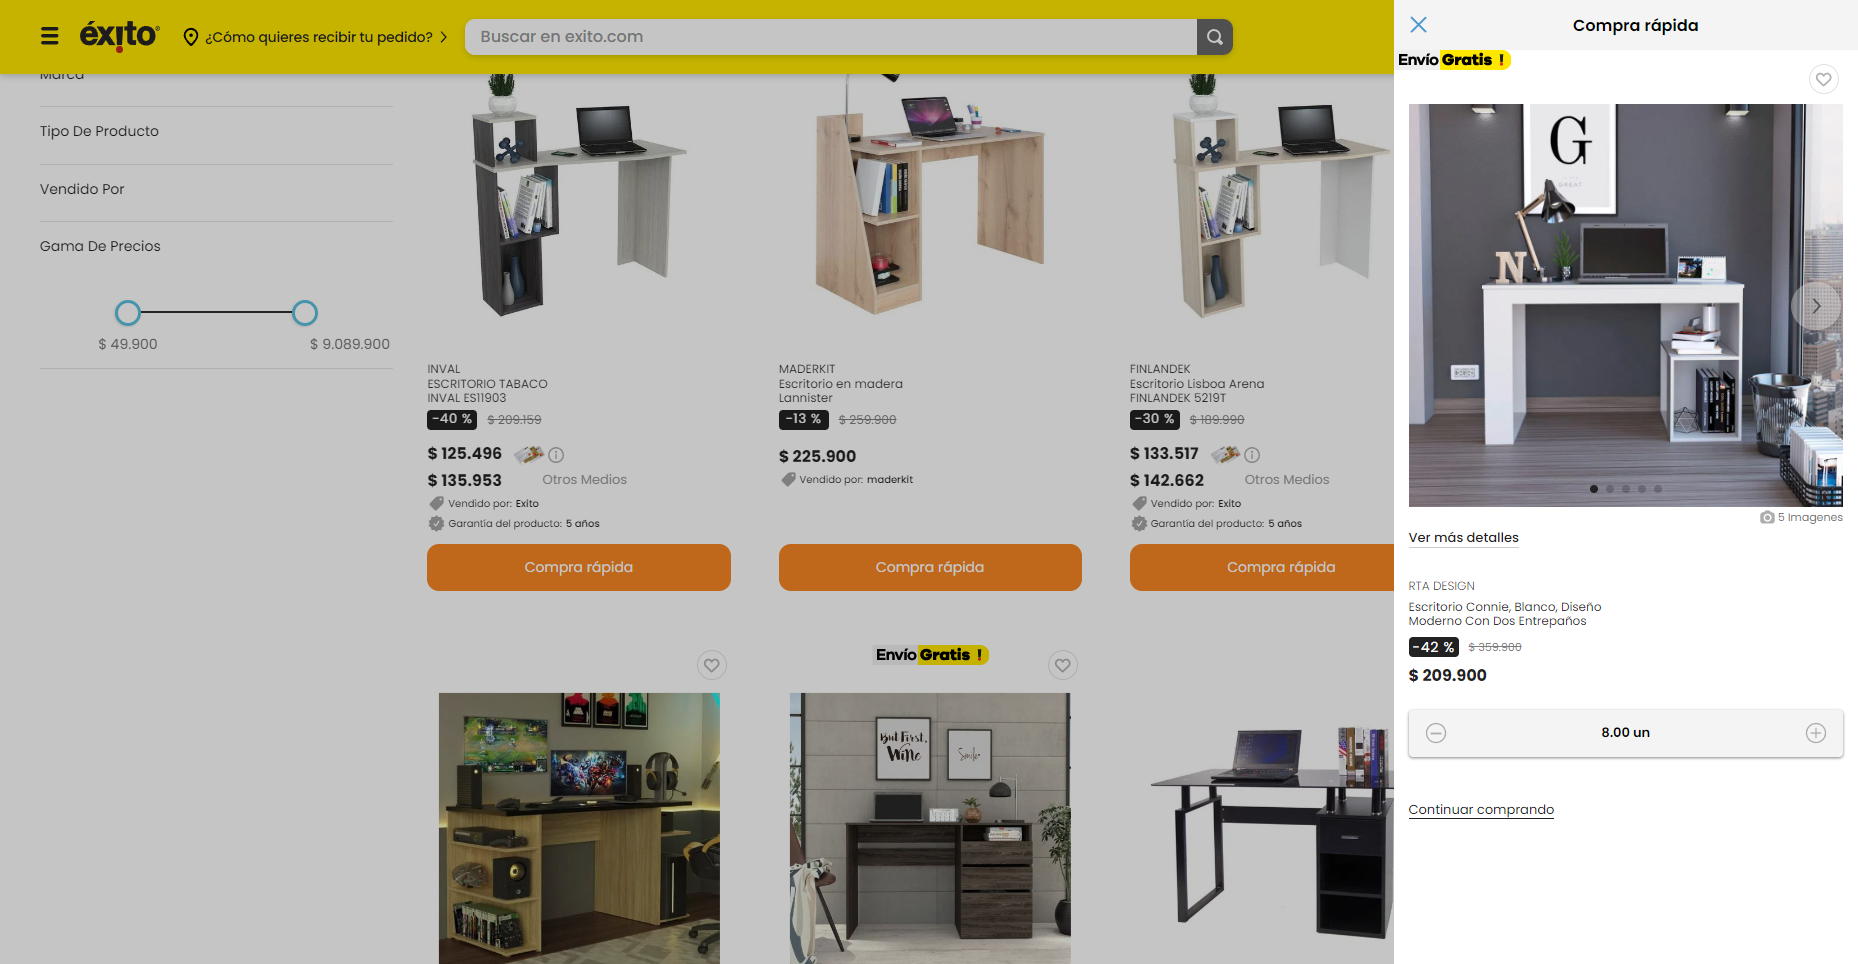 éxito
¿Cómo quieres recibir tu pedido?
Buscar en exito.com
Marca
Tipo De Producto
Vendido Por
Gama De Precios
$ 49.900
$ 9.089.900
INVAL
ESCRITORIO TABACO
INVAL ES11903
-40 %
$ 209.159
$ 125.496
$ 135.953
Otros Medios
Vendido por: Exito
Garantía del producto: 5 años
Compra rápida
MADERKIT
Escritorio en madera
Lannister
-13 %
$ 259.900
$ 225.900
Vendido por: maderkit
Compra rápida
FINLANDEK
Escritorio Lisboa Arena
FINLANDEK 5219T
-30 %
$ 189.990
$ 133.517
$ 142.662
Otros Medios
Vendido por: Exito
Garantía del producto: 5 años
Compra rápida
Envío Gratis !
But First,
Wine
Smile
Compra rápida
Envío Gratis !
G
GREAT
N
5 Imagenes
Ver más detalles
RTA DESIGN
Escritorio Connie, Blanco, Diseño
Moderno Con Dos Entrepaños
-42 %
$ 359.900
$ 209.900
8.00 un
Continuar comprando